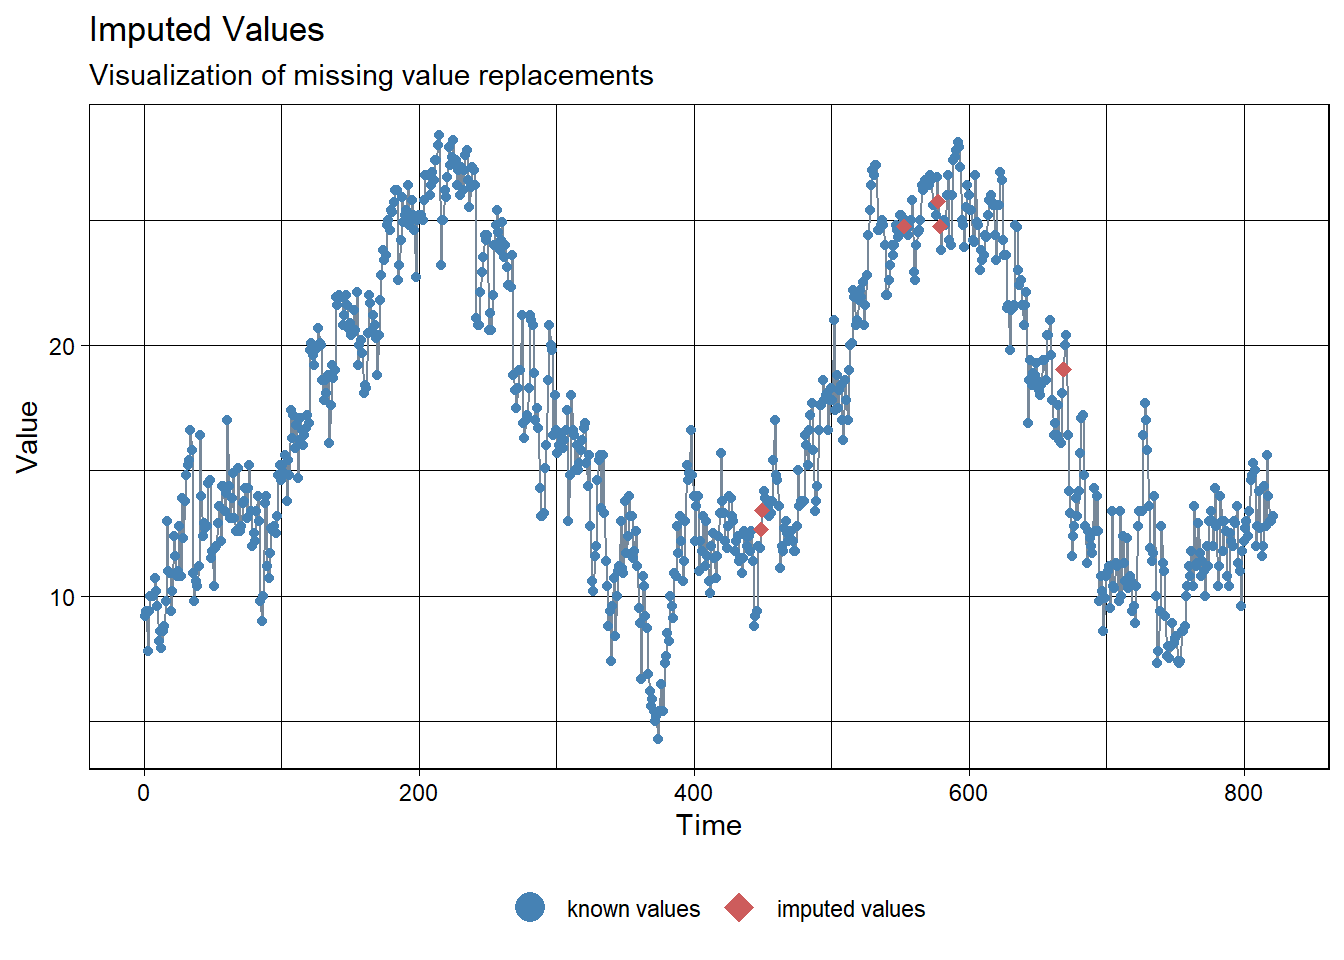 Imputed Values
Visualization of missing value replacements
Value
20
10
0 200 400 600 800
Time
known values imputed values